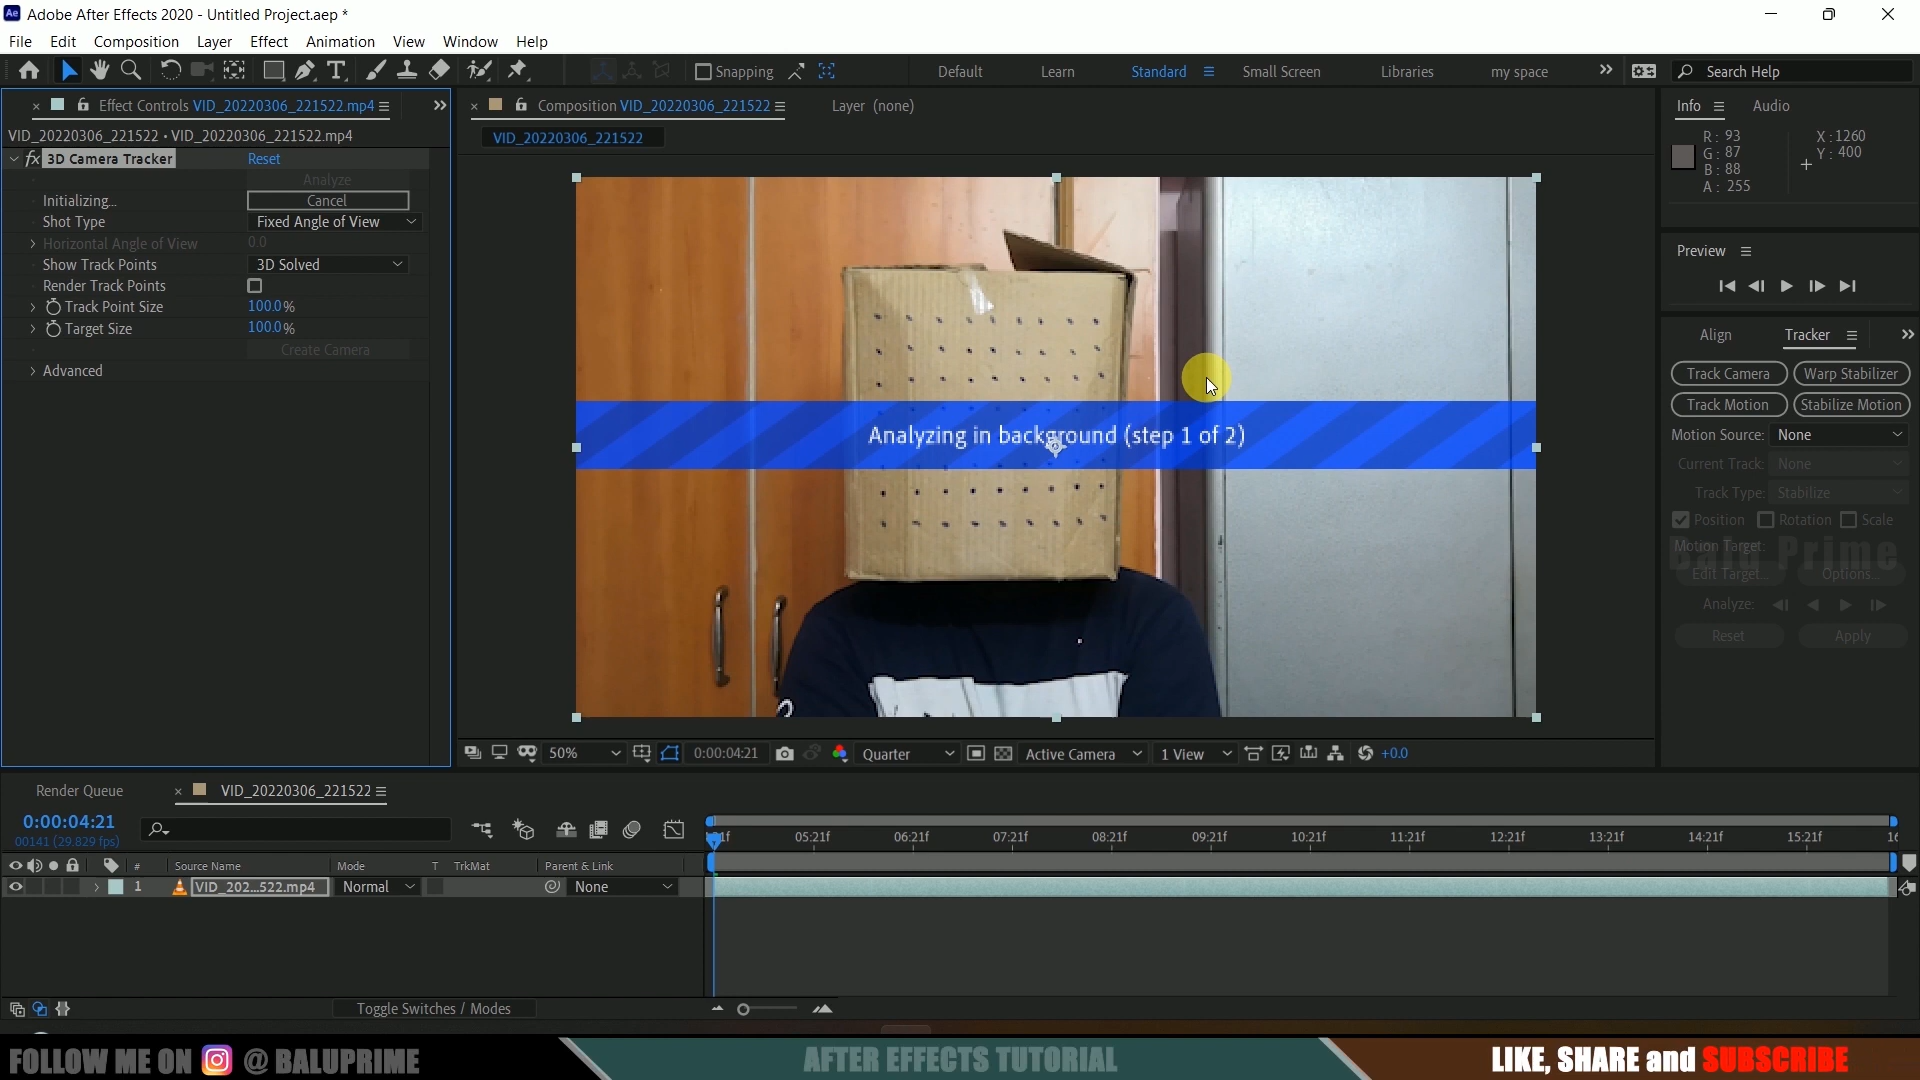 Ae Adobe After Effects 2020 - Untitled Project.aep *
File Edit Composition Layer Effect Animation View Window Help
Snapping Default Learn Standard Small Screen Libraries my space Search Help
Effect Controls VID_20220306_221522.mp4
Composition VID_20220306_221522 Layer (none)
Info Audio
VID_20220306_221522 • VID_20220306_221522.mp4
VID_20220306_221522
R: 93
G: 87
B: 88
A: 255
X: 1260
Y: 400
fx 3D Camera Tracker Reset
Analyze
Initializing... Cancel
Shot Type Fixed Angle of View
Horizontal Angle of View 0.0
Show Track Points 3D Solved
Render Track Points
Track Point Size 100.0%
Target Size 100.0%
Create Camera
Advanced
Preview
Align Tracker
Track Camera Warp Stabilizer
Track Motion Stabilize Motion
Motion Source: None
Current Track: None
Track Type: Stabilize
Position Rotation Scale
Motion Target:
Balu Prime
Edit Target... Options...
Analyze:
Reset Apply
Analyzing in background (step 1 of 2)
50% 0:00:04:21 Quarter Active Camera 1 View +0.0
Render Queue VID_20220306_221522
0:00:04:21
00141 (29.829 fps)
:21f 05:21f 06:21f 07:21f 08:21f 09:21f 10:21f 11:21f 12:21f 13:21f 14:21f 15:21f 16
# Source Name Mode T TrkMat Parent & Link
1 VID_202...522.mp4 Normal None
Toggle Switches / Modes
FOLLOW ME ON @ BALUPRIME AFTER EFFECTS TUTORIAL LIKE, SHARE and SUBSCRIBE